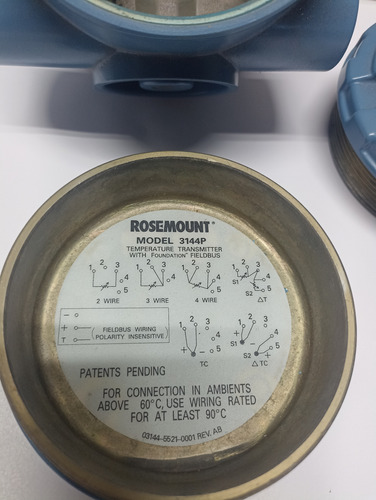 ROSEMOUNT®
MODEL 3144P
TEMPERATURE TRANSMITTER
WITH FOUNDATION™ FIELDBUS
1 2 3 4 5
2 WIRE
1 2 3 4 5
3 WIRE
1 2 3 4 5
4 WIRE
1 2 3 4 5
S1
S2
ΔT
−
+
T
( FIELDBUS WIRING
POLARITY INSENSITIVE )
1 2 3 4 5
+ −
TC
1 2 3 4 5
+ S1 −
S2 +
Δ TC
PATENTS PENDING
FOR CONNECTION IN AMBIENTS
ABOVE 60°C, USE WIRING RATED
FOR AT LEAST 90°C
03144-5521-0001 REV. AB